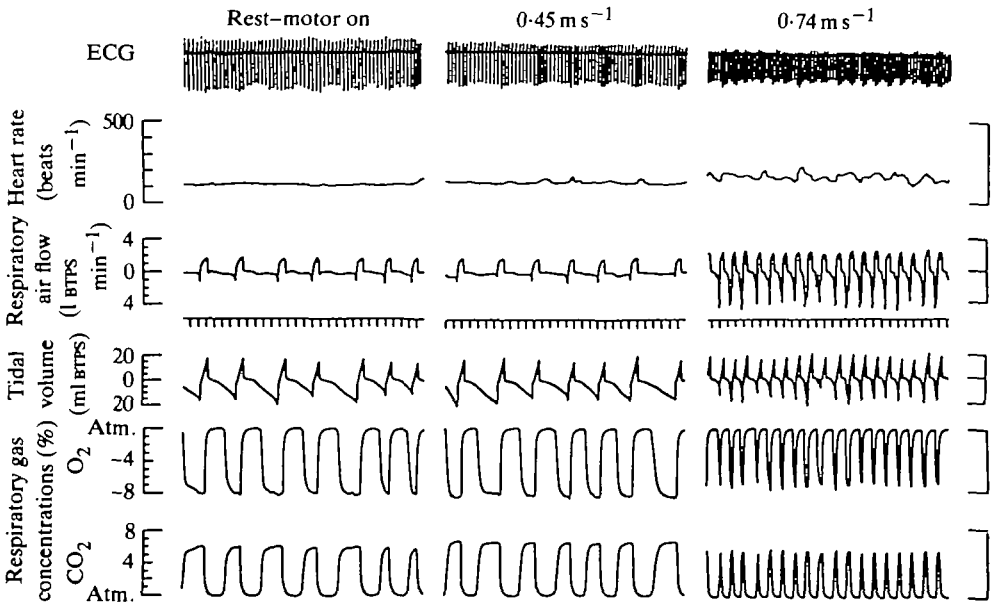 Rest–motor on
0·45 m s⁻¹
0·74 m s⁻¹
ECG
Heart rate
(beats
min⁻¹)
500
0
Respiratory
air flow
(l BTPS
min⁻¹)
4
0
4
Tidal
volume
(ml BTPS)
20
0
20
Respiratory gas
concentrations (%)
O₂
Atm.
−4
−8
CO₂
8
4
Atm.